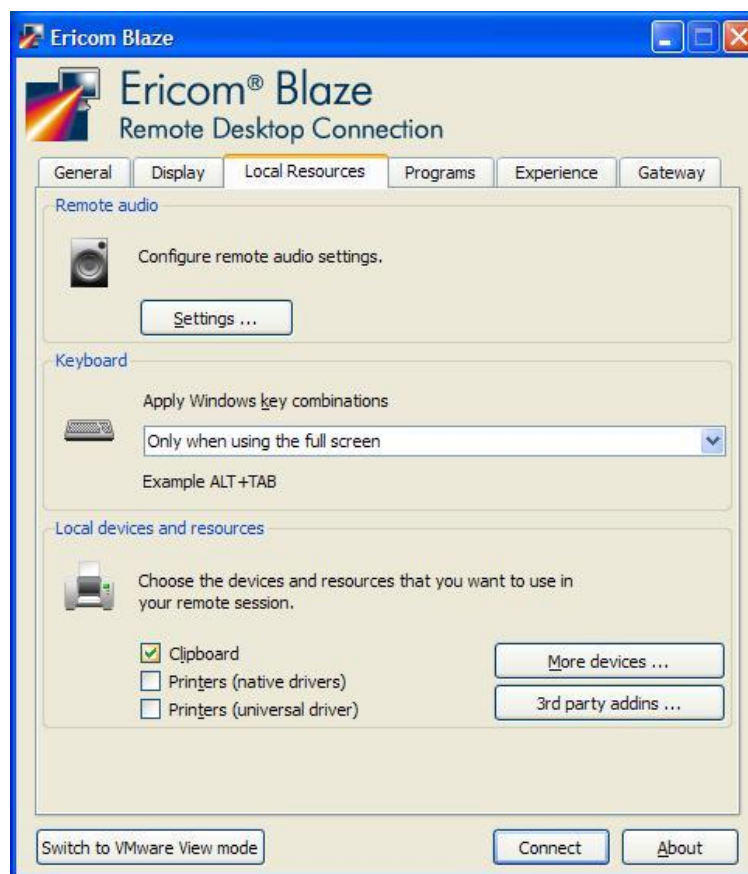 Ericom Blaze
Ericom® Blaze
Remote Desktop Connection
General Display Local Resources Programs Experience Gateway
Remote audio
Configure remote audio settings.
Settings ...
Keyboard
Apply Windows key combinations
Only when using the full screen
Example ALT+TAB
Local devices and resources
Choose the devices and resources that you want to use in
your remote session.
Clipboard
More devices ...
Printers (native drivers)
Printers (universal driver)
3rd party addins ...
Switch to VMware View mode Connect About